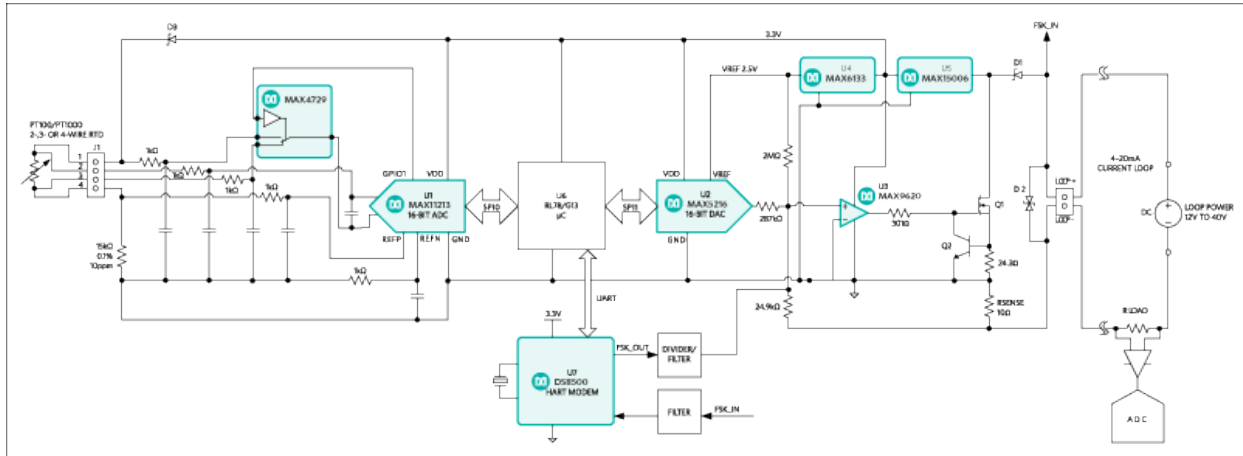 D3
3.3V
FSK_IN
VREF 2.5V
U4
MAX6133
U5
MAX15006
D1
MAX4729
PT100/PT1000
2-,3- OR 4-WIRE RTD
J1
1
2
3
4
1kΩ
1kΩ
1kΩ
1kΩ
GPIO1
VDD
U1
MAX11213
16-BIT ADC
REFP
REFN
GND
SPI0
U6
RL78/G13
µC
SPI1
VDD
VREF
U2
MAX5216
16-BIT DAC
GND
2MΩ
287kΩ
U3
MAX9620
301Ω
Q1
Q2
24.3Ω
RSENSE
10Ω
D2
LOOP+
LOOP-
4–20mA
CURRENT LOOP
DC
LOOP POWER
12V TO 40V
15kΩ
0.1%
10ppm
1kΩ
UART
24.9kΩ
RLOAD
3.3V
U7
DS8500
HART MODEM
FSK_OUT
DIVIDER/
FILTER
FILTER
FSK_IN
ADC